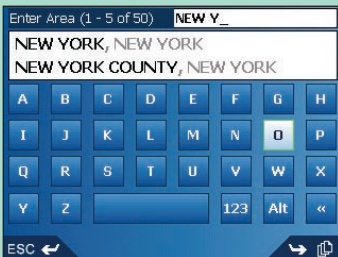 Enter Area (1 - 5 of 50) NEW Y_
NEW YORK, NEW YORK
NEW YORK COUNTY, NEW YORK
A B C D E F G H
I J K L M N O P
Q R S T U V W X
Y Z 123 Alt «
ESC